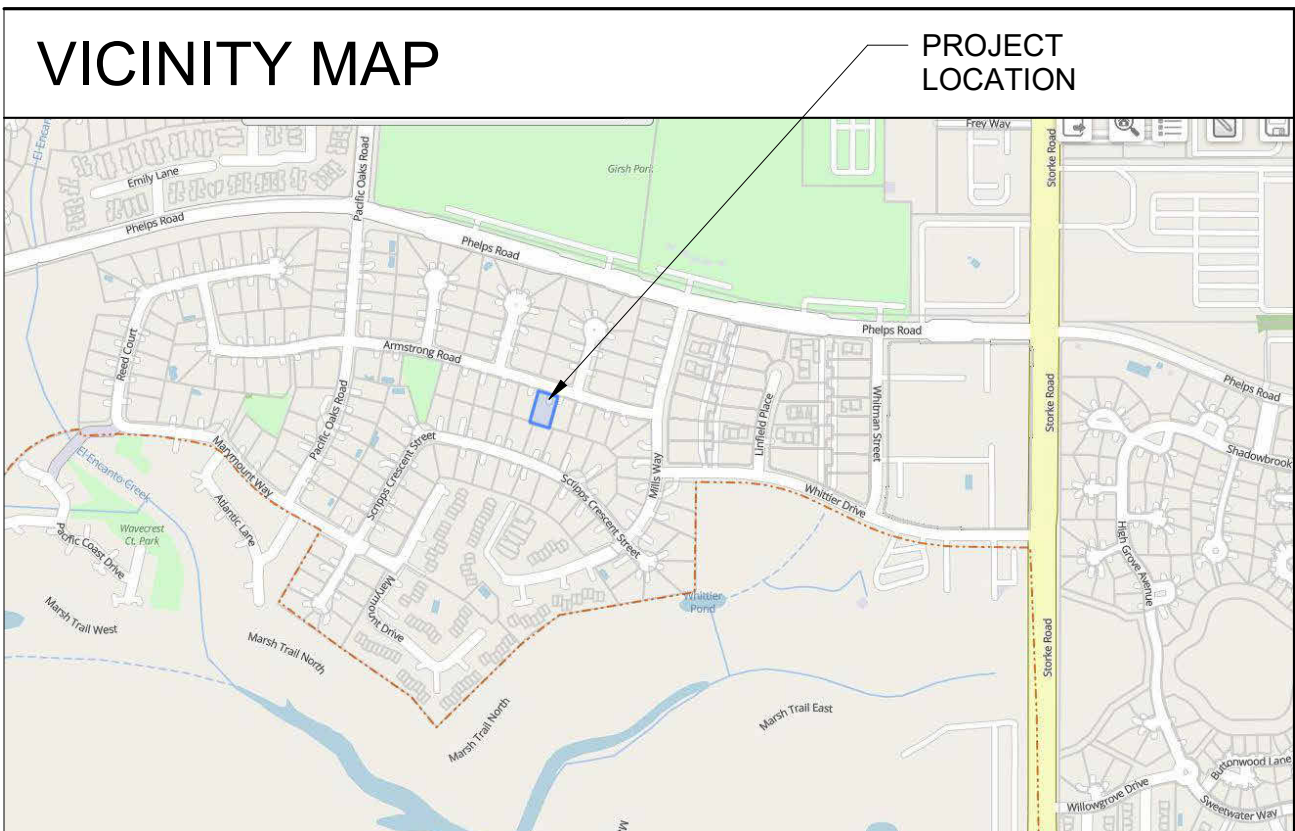 VICINITY MAP
PROJECT
LOCATION
Frey Way
Storke Road
El-Encan
Emily Lane
Pacific Oaks Road
Girsh Park
Phelps Road
Phelps Road
Phelps Road
Phelps Road
Reed Court
Armstrong Road
Storke Road
Pacific Oaks Road
Linfield Place
Whitman Street
Shadowbrook
Marymount Way
Scripps Crescent Street
Scripps Crescent Street
Mills Way
Whittier Drive
El-Encanto Creek
Atlantic Lane
Wavecrest
Ct. Park
Pacific Coast Drive
High Grove Avenue
Marsh Trail West
Marsh Trail North
Marymount Drive
Whittier
Pond
Storke Road
Marsh Trail North
Marsh Trail East
Buttonwood Lane
Willowgrove Drive
Sweetwater Way